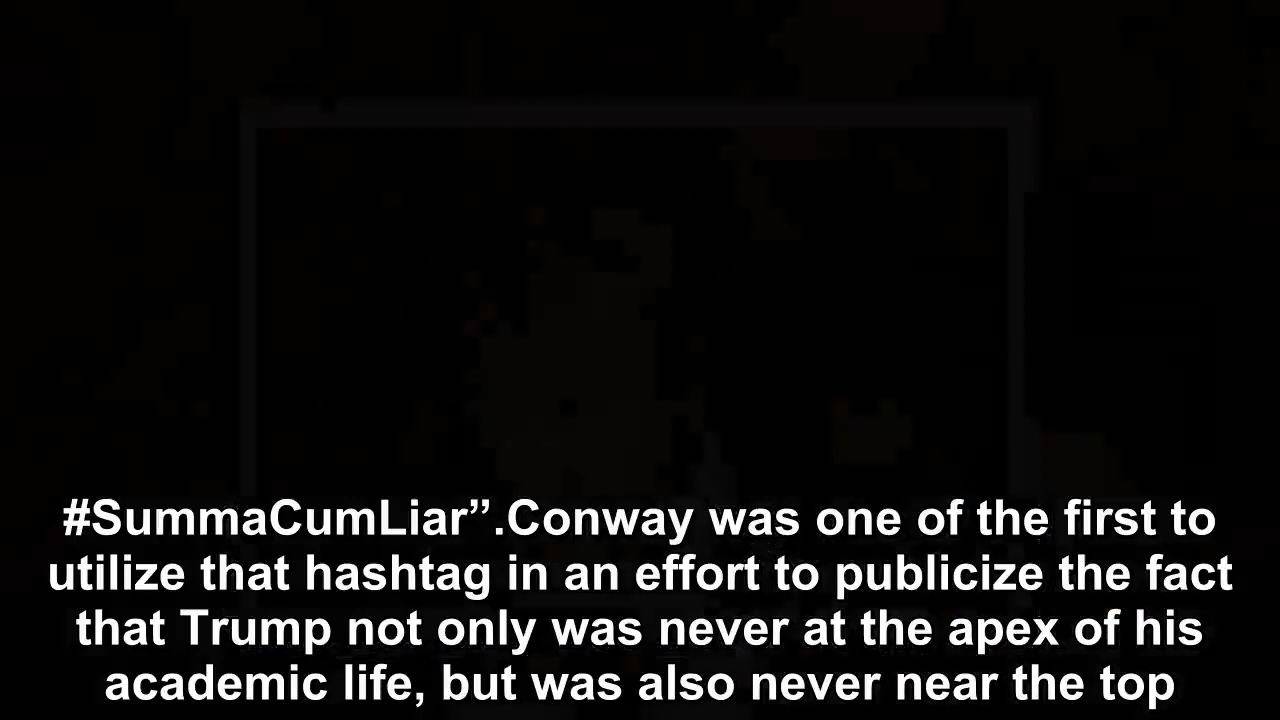 #SummaCumLiar”.Conway was one of the first to
utilize that hashtag in an effort to publicize the fact
that Trump not only was never at the apex of his
academic life, but was also never near the top